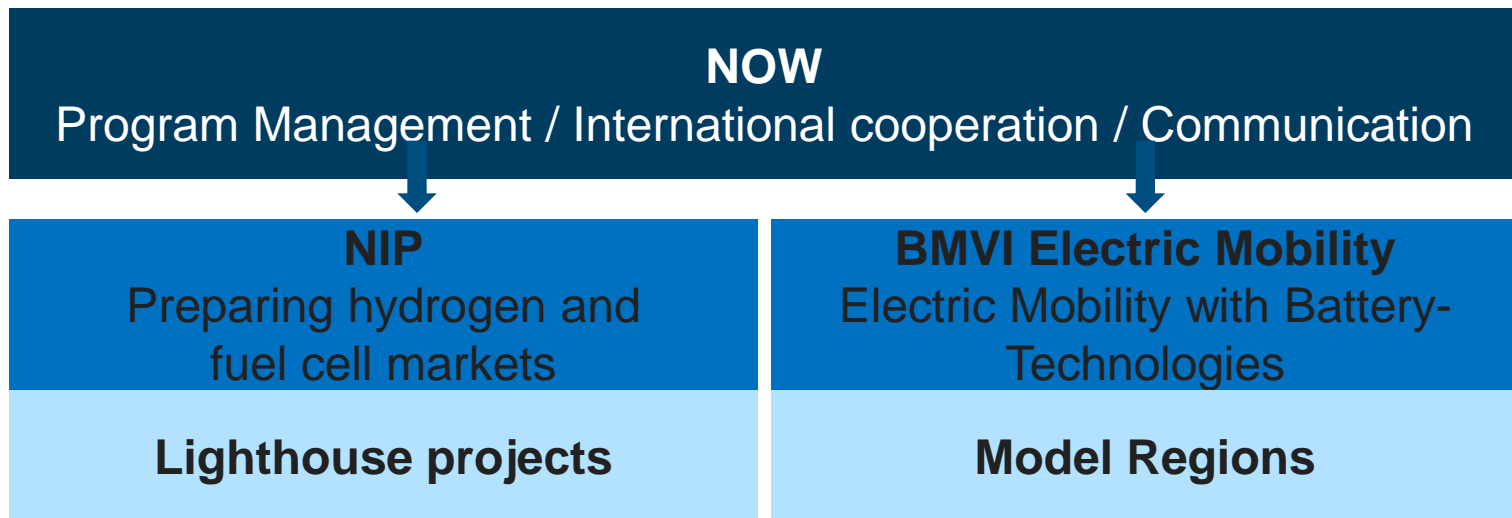 NOW
Program Management / International cooperation / Communication
NIP
Preparing hydrogen and
fuel cell markets
BMVI Electric Mobility
Electric Mobility with Battery-
Technologies
Lighthouse projects
Model Regions